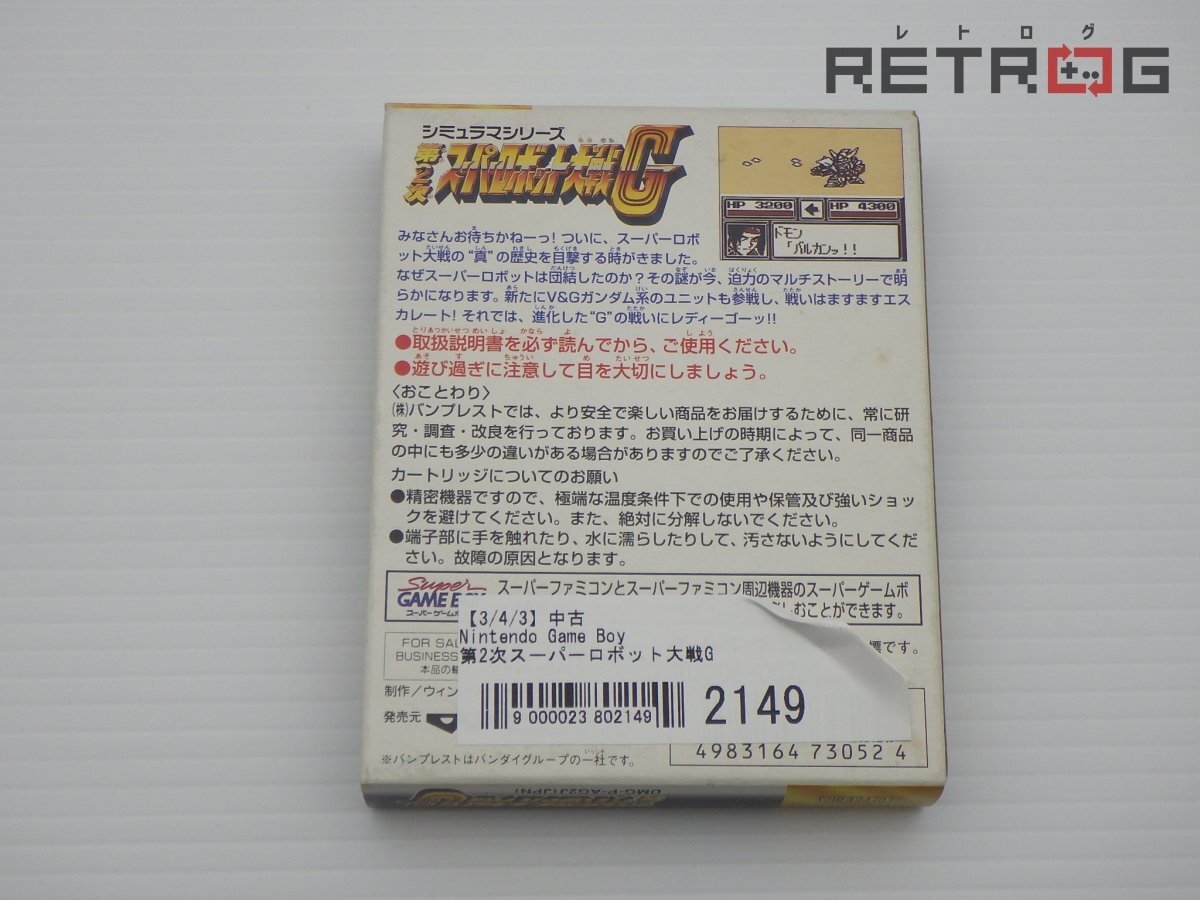 レトログ
RETROG
シミュラマシリーズ
第2次スーパーロボット大戦G
HP 3200
HP 4300
ドモン
「バルカンっ!!
みなさんお待ちかねーっ!ついに、スーパーロボ
ット大戦の“真”の歴史を目撃する時がきました。
なぜスーパーロボットは団結したのか?その謎が今、迫力のマルチストーリーで明
らかになります。新たにV&Gガンダム系のユニットも参戦し、戦いはますますエス
カレート!それでは、進化した“G”の戦いにレディーゴーッ!!
●取扱説明書を必ず読んでから、ご使用ください。
●遊び過ぎに注意して目を大切にしましょう。
〈おことわり〉
㈱バンプレストでは、より安全で楽しい商品をお届けするために、常に研
究・調査・改良を行っております。お買い上げの時期によって、同一商品
の中にも多少の違いがある場合がありますのでご了承ください。
カートリッジについてのお願い
●精密機器ですので、極端な温度条件下での使用や保管及び強いショッ
クを避けてください。また、絶対に分解しないでください。
●端子部に手を触れたり、水に濡らしたりして、汚さないようにしてくだ
さい。故障の原因となります。
Super
GAME BOY
スーパーゲームボ
スーパーファミコンとスーパーファミコン周辺機器のスーパーゲームボ
しむことができます。
【3/4/3】中古
Nintendo Game Boy
第2次スーパーロボット大戦G
9 000023 802149
2149
FOR SAL
BUSINESS
本品の輸
標です。
制作/ウィン
発売元
4983164 73052 4
※バンプレストはバンダイグループの一社です。
DMG-P-AG2J(JPN)